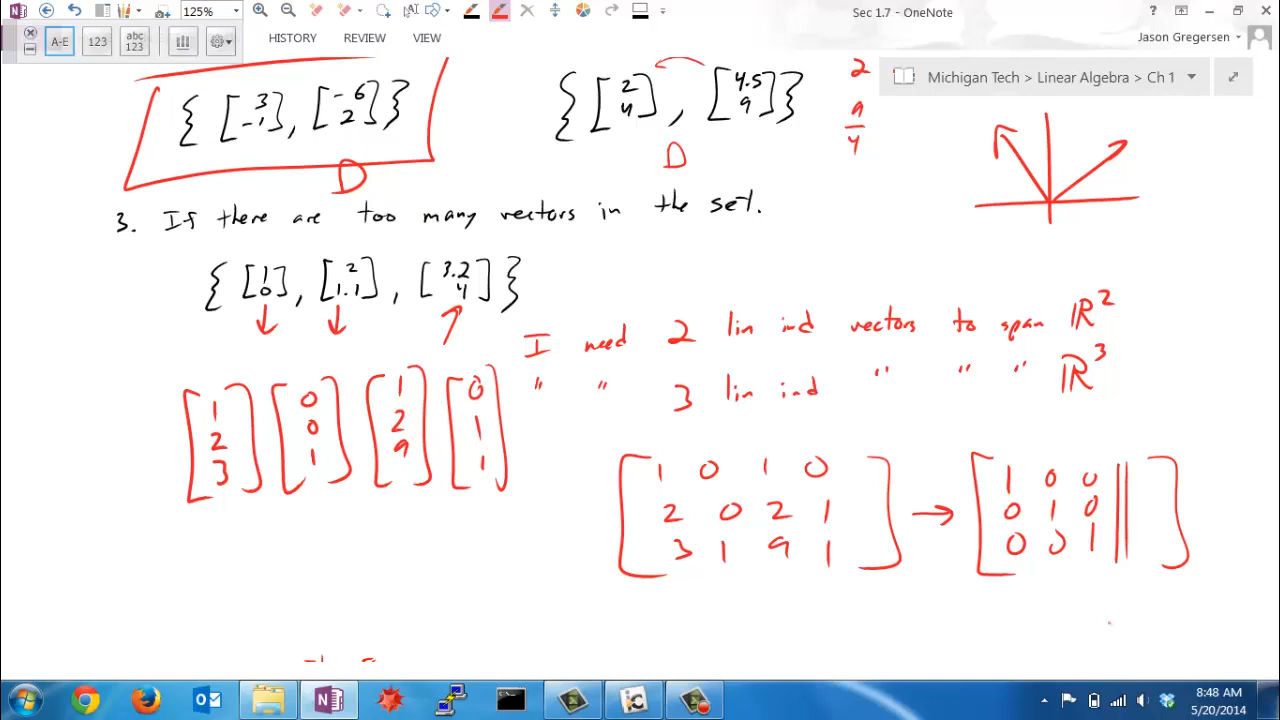 125%
Sec 1.7 - OneNote
A-E 123 abc 123
HISTORY REVIEW VIEW
Jason Gregersen
Michigan Tech > Linear Algebra > Ch 1
{ [3 -1], [-6 2] }
D
{ [2 4], [4.5 9] }
D
2
9
4
3. If there are too many vectors in the set.
{ [1 0], [2 1.1], [3.2 4] }
I need 2 lin ind vectors to span ℝ²
" " 3 lin ind " " " ℝ³
[1 2 3] [0 0 1] [1 2 9] [0 1 1]
1 0 1 0
2 0 2 1
3 1 9 1
→
1 0 0
0 1 0
0 0 1
8:48 AM
5/20/2014